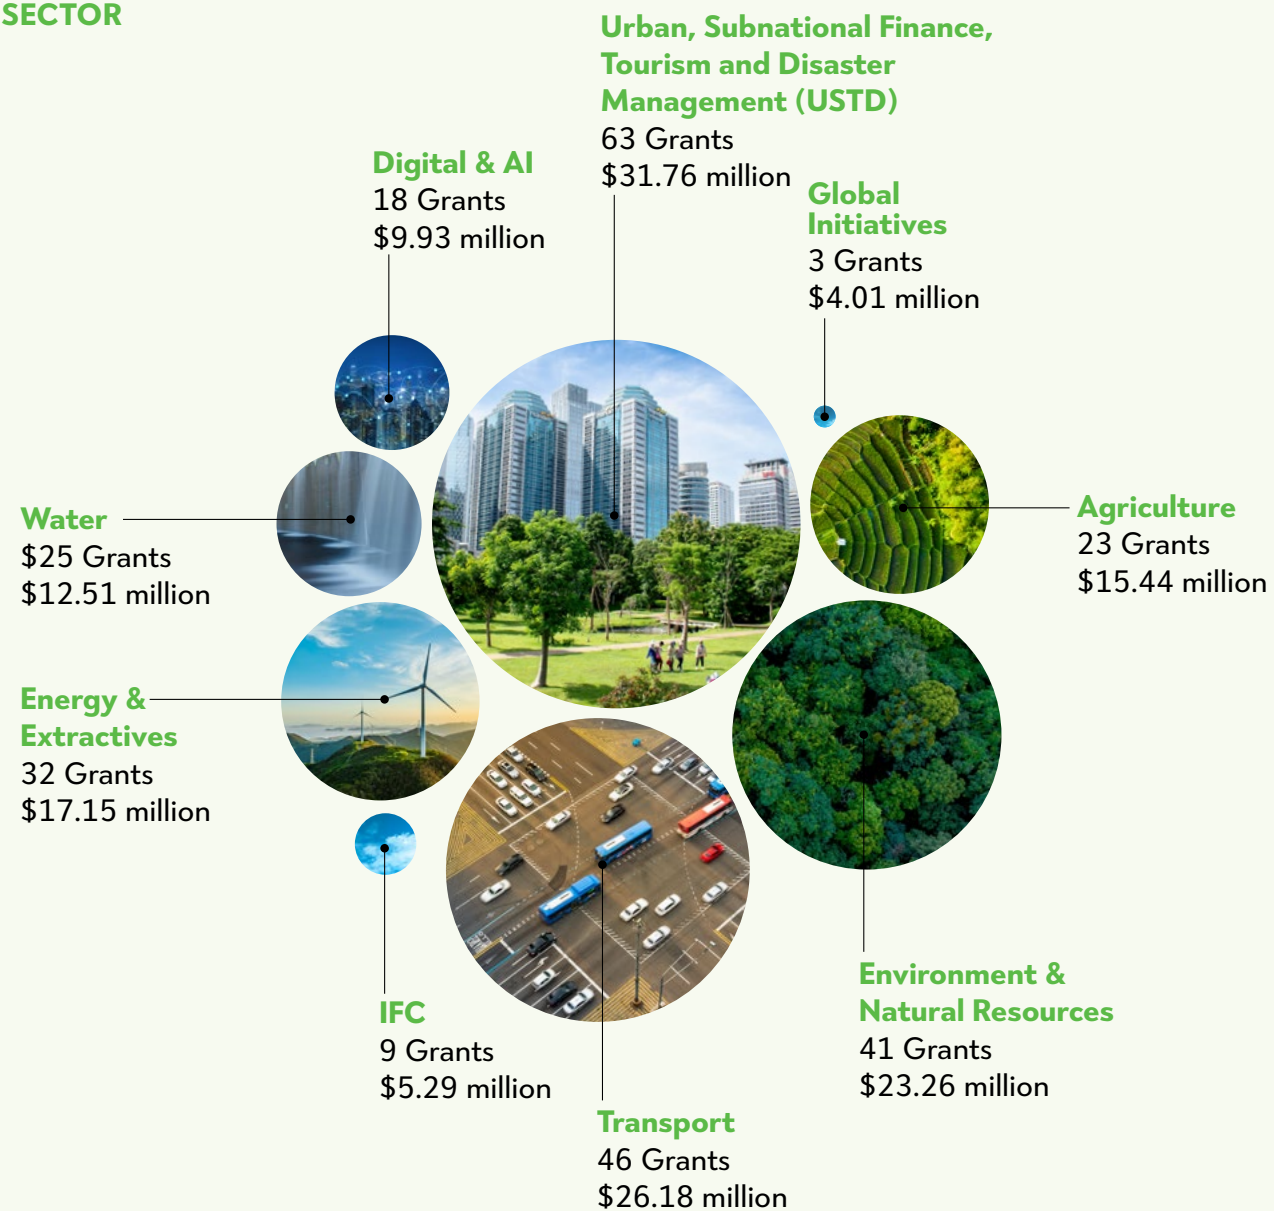 SECTOR
Urban, Subnational Finance,
Tourism and Disaster
Management (USTD)
63 Grants
$31.76 million
Digital & AI
18 Grants
$9.93 million
Global
Initiatives
3 Grants
$4.01 million
Water
$25 Grants
$12.51 million
Agriculture
23 Grants
$15.44 million
Energy &
Extractives
32 Grants
$17.15 million
IFC
9 Grants
$5.29 million
Environment &
Natural Resources
41 Grants
$23.26 million
Transport
46 Grants
$26.18 million